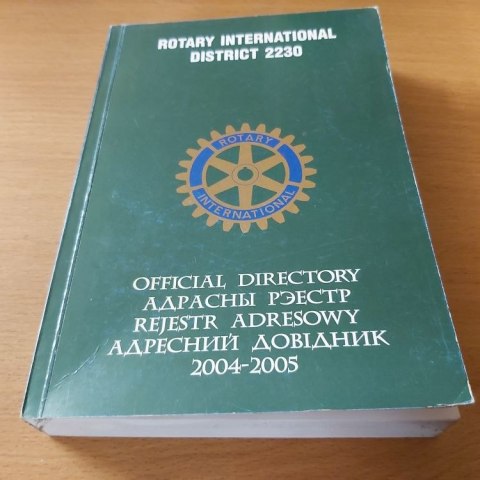 ROTARY INTERNATIONAL
DISTRICT 2230
ROTARY
INTERNATIONAL
OFFICIAL DIRECTORY
АДРАСНЫ РЭЕСТР
REJESTR ADRESOWY
АДРЕСНИЙ ДОВІДНИК
2004-2005